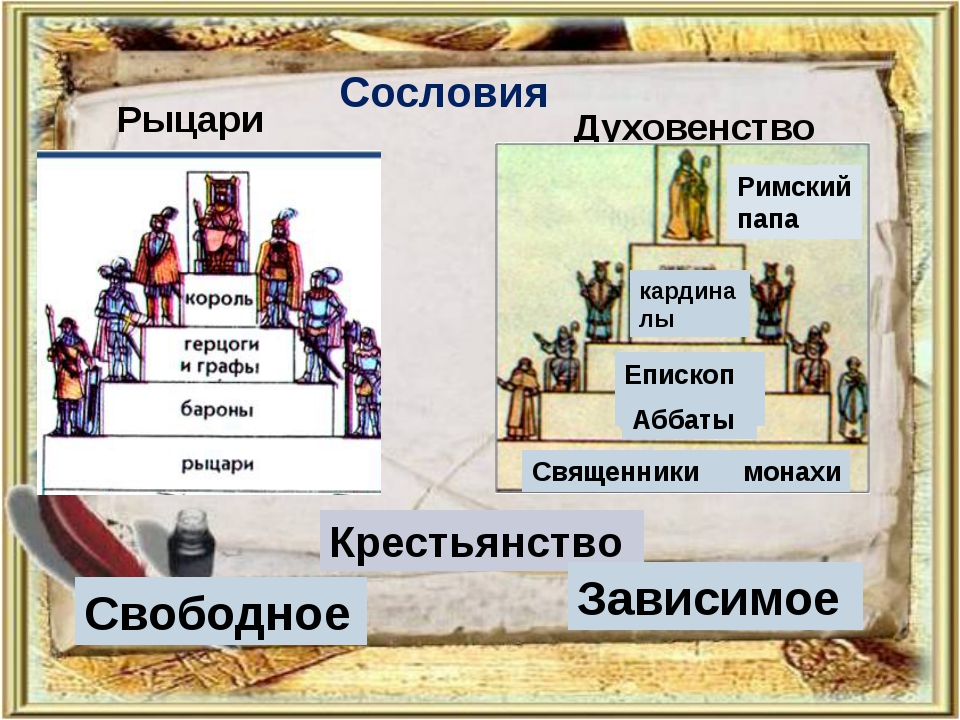 Сословия
Рыцари
Духовенство
король
герцоги
и графы
бароны
рыцари
Римский
папа
кардина
лы
Епископ
Аббаты
Священники монахи
Крестьянство
Свободное
Зависимое